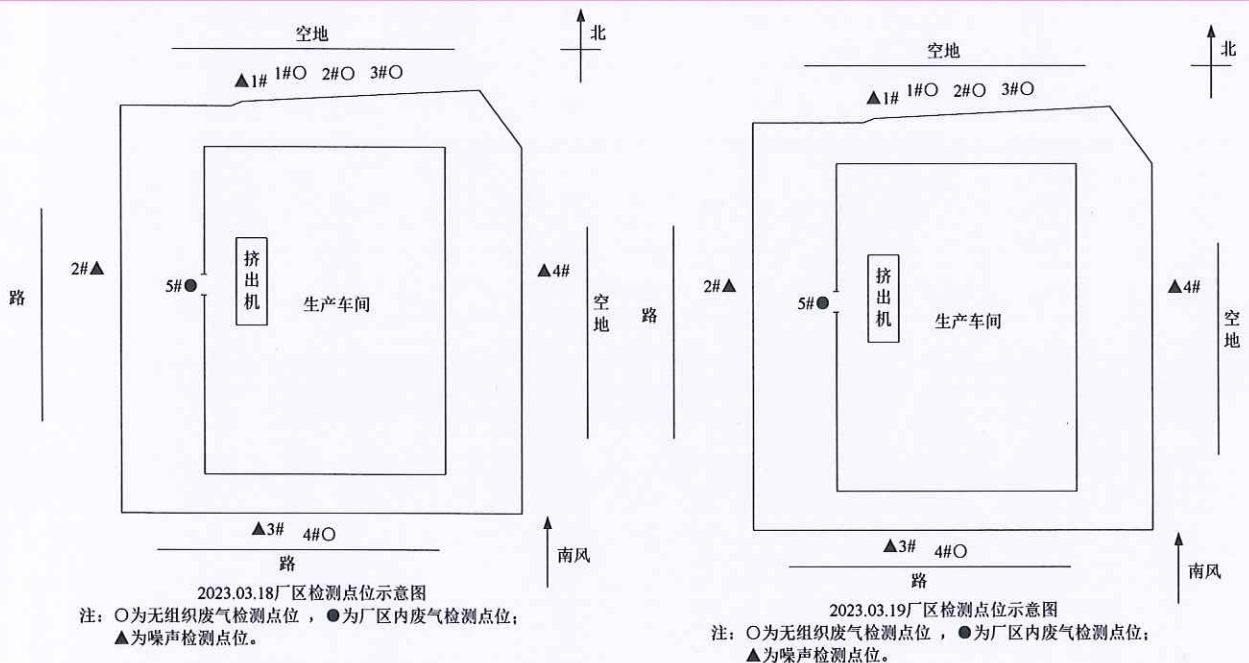 空地
北
▲1# 1#○ 2#○ 3#○
2#▲
5#●
挤出机
生产车间
▲4#
路
空地
▲3# 4#○
路
南风
2023.03.18厂区检测点位示意图
注：○为无组织废气检测点位 ，●为厂区内废气检测点位；
▲为噪声检测点位。
空地
北
▲1# 1#○ 2#○ 3#○
2#▲
5#●
挤出机
生产车间
▲4#
路
空地
▲3# 4#○
路
南风
2023.03.19厂区检测点位示意图
注：○为无组织废气检测点位 ，●为厂区内废气检测点位；
▲为噪声检测点位。